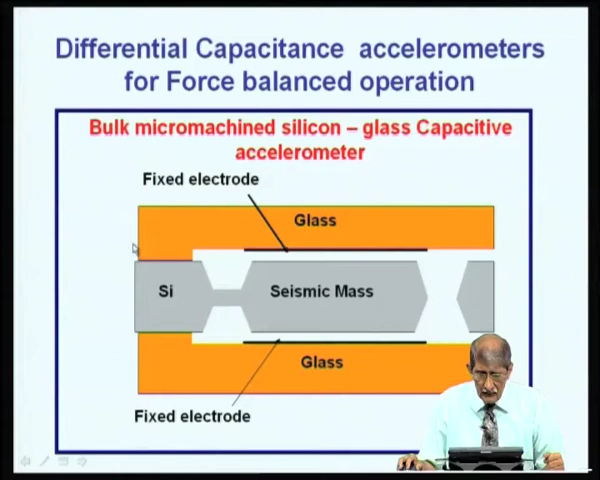 Differential Capacitance accelerometers
for Force balanced operation
Bulk micromachined silicon – glass Capacitive
accelerometer
Fixed electrode
Glass
Si
Seismic Mass
Glass
Fixed electrode